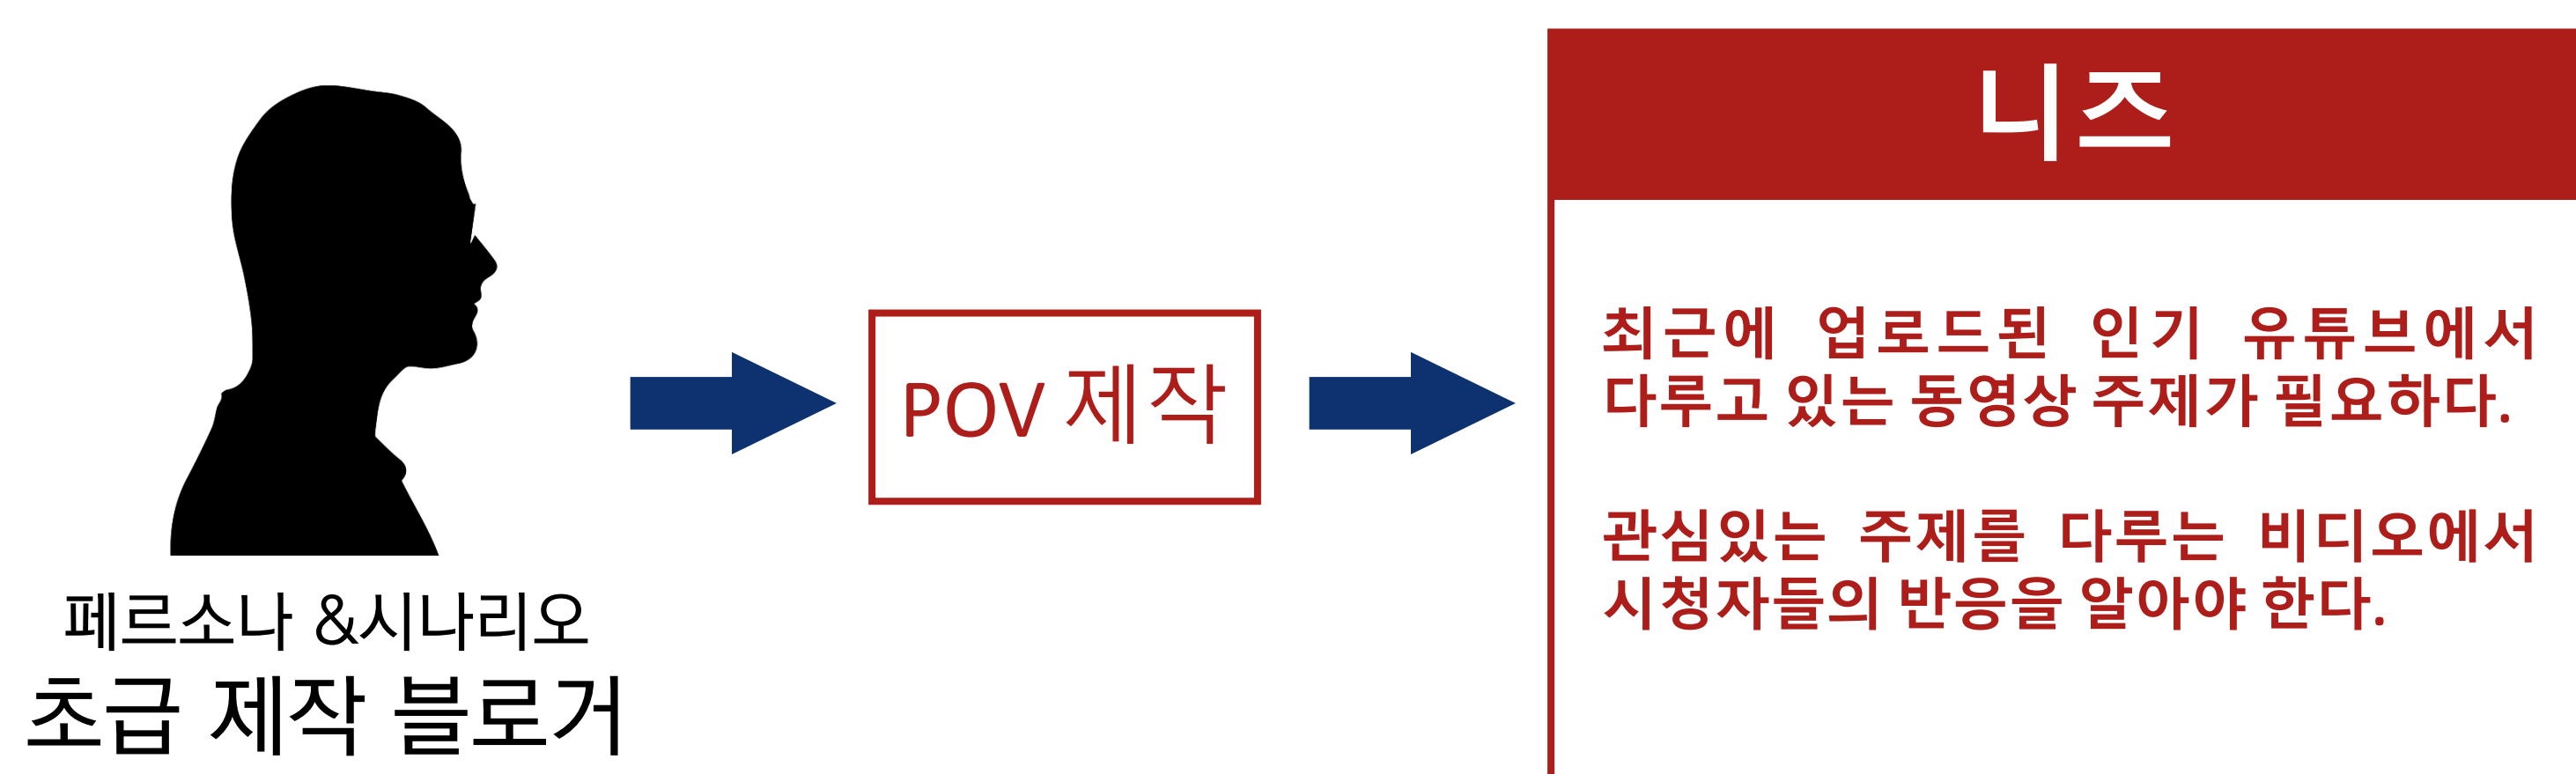 페르소나 &시나리오
초급 제작 블로거
POV 제작
니즈
최근에 업로드된 인기 유튜브에서
다루고 있는 동영상 주제가 필요하다.
관심있는 주제를 다루는 비디오에서
시청자들의 반응을 알아야 한다.